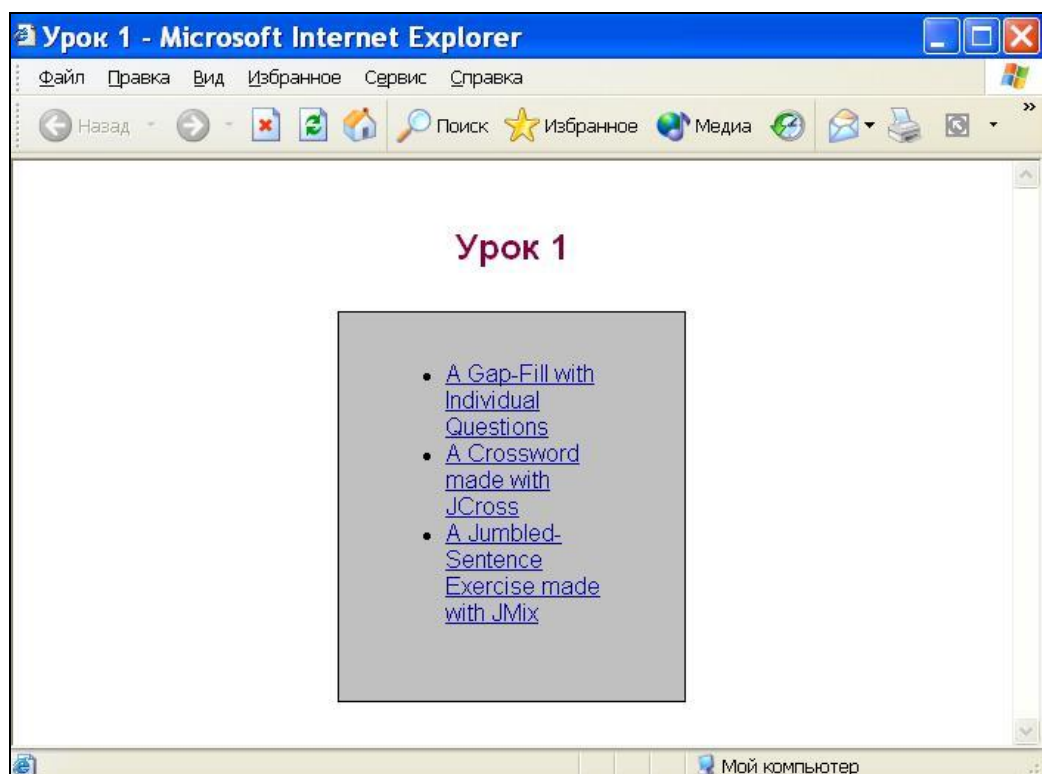 Урок 1 - Microsoft Internet Explorer
Файл Правка Вид Избранное Сервис Справка
Назад Поиск Избранное Медиа »
Урок 1
• A Gap-Fill with
Individual
Questions
• A Crossword
made with
JCross
• A Jumbled-
Sentence
Exercise made
with JMix
Мой компьютер